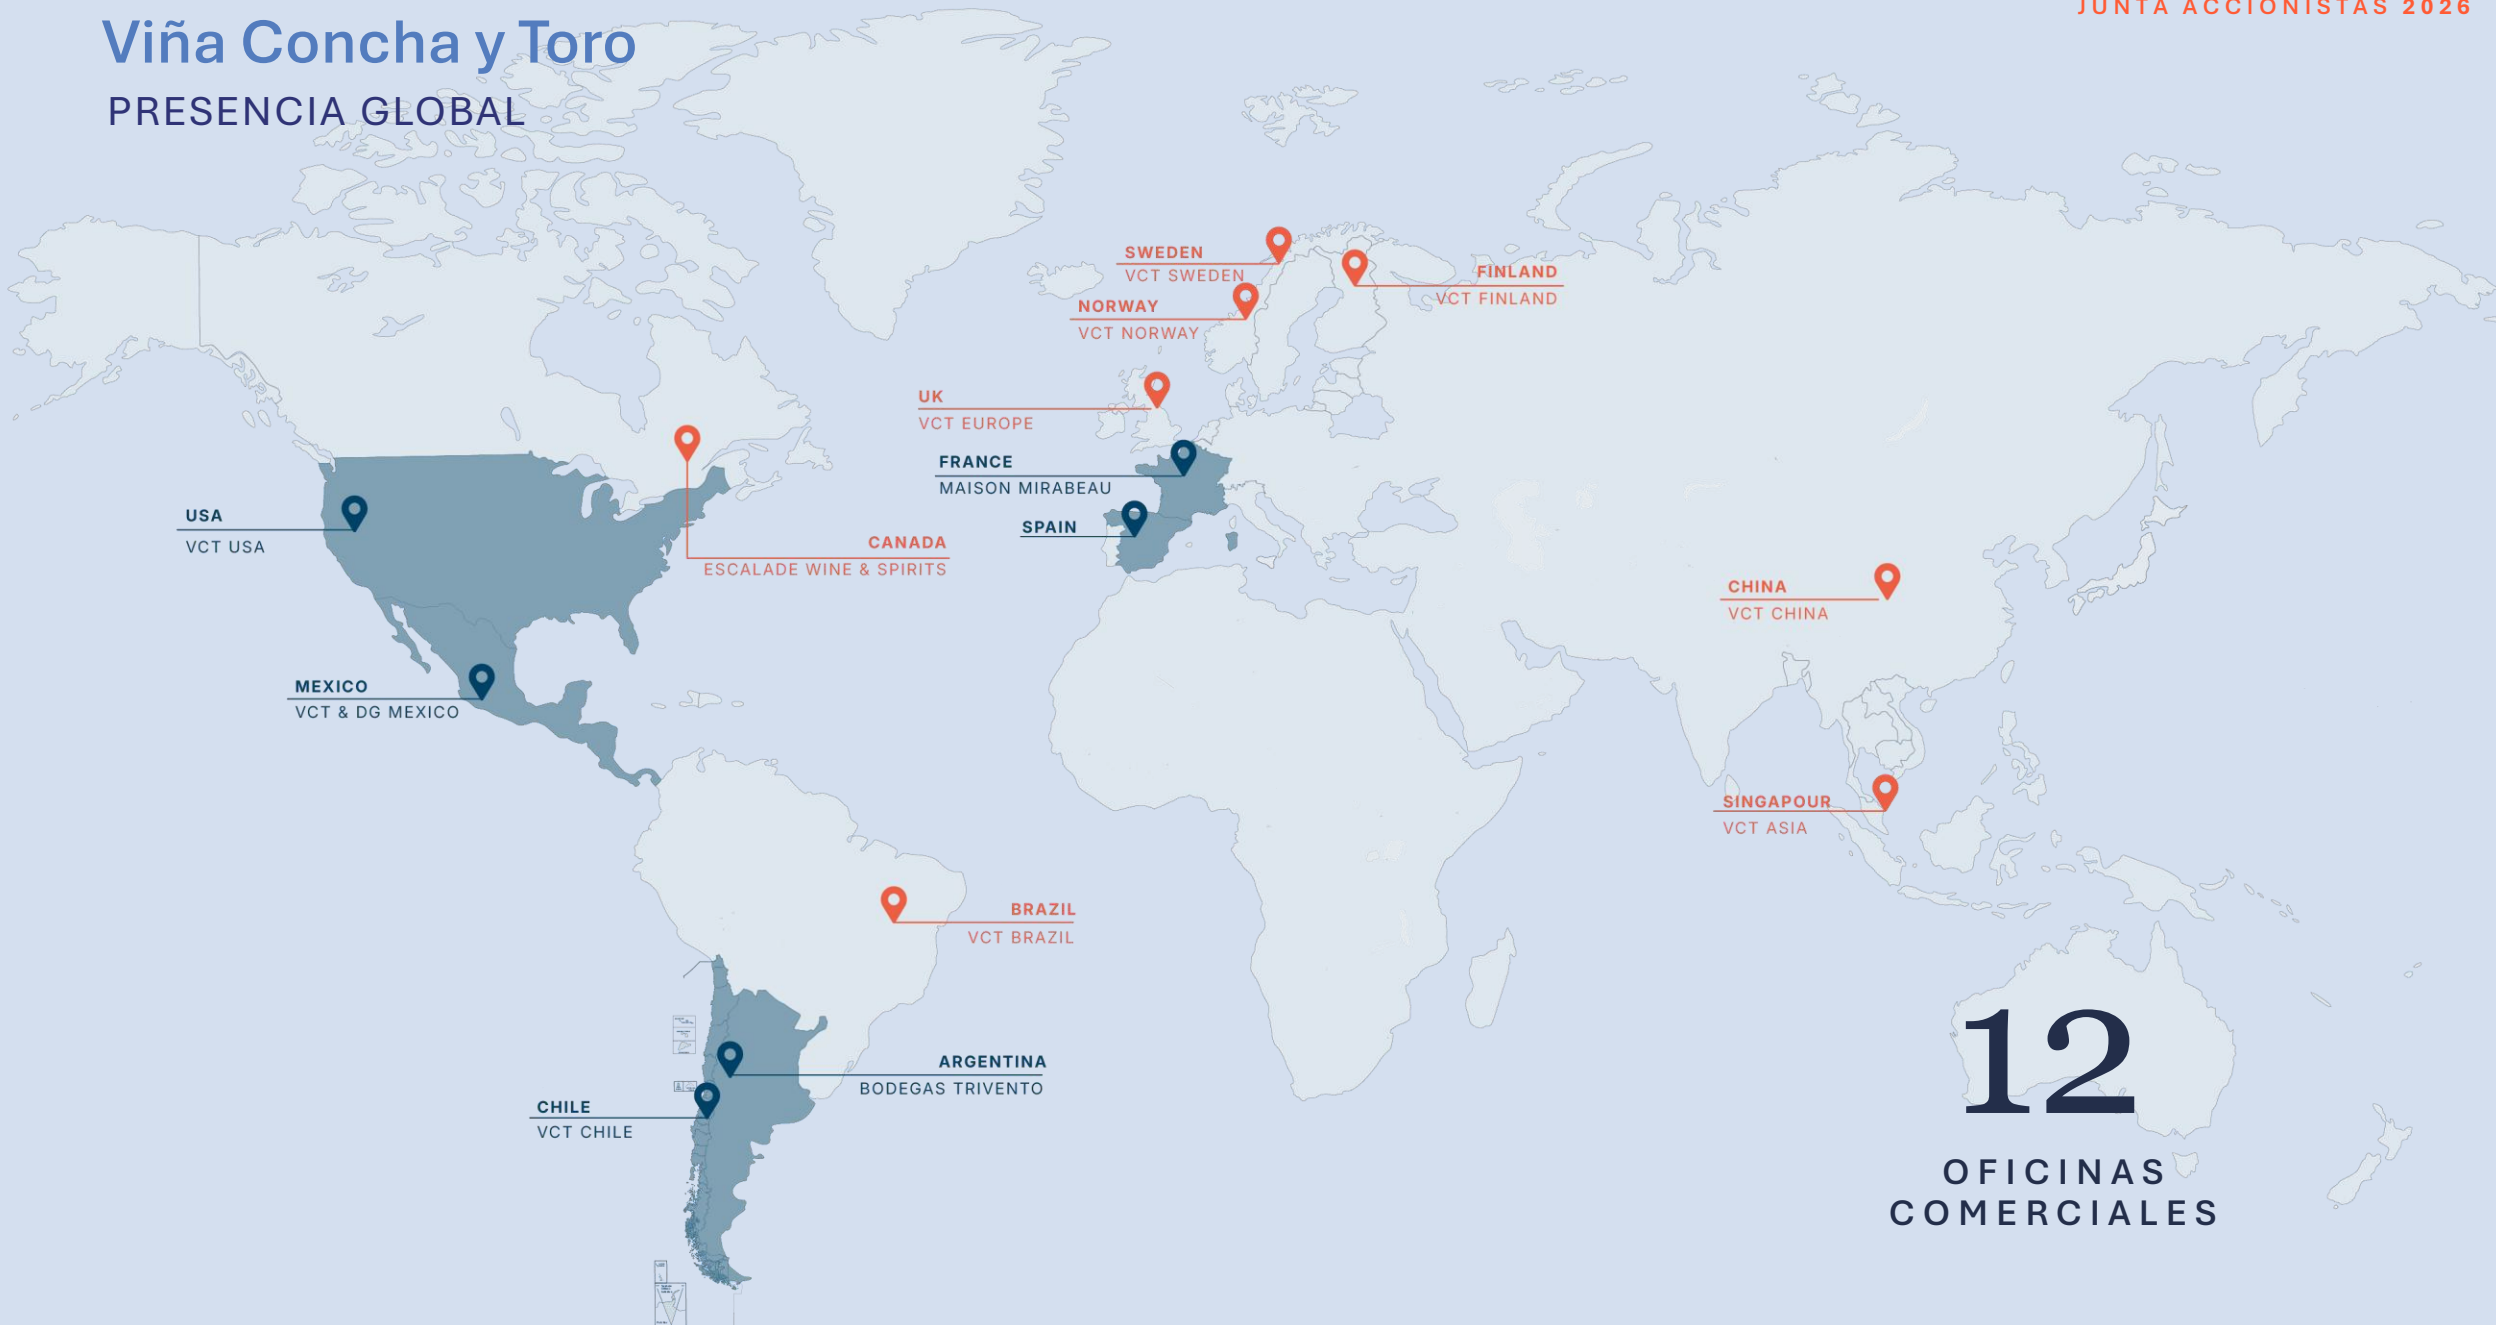 JUNTA ACCIONISTAS 2026
Viña Concha y Toro
PRESENCIA GLOBAL
SWEDEN
VCT SWEDEN
FINLAND
VCT FINLAND
NORWAY
VCT NORWAY
UK
VCT EUROPE
FRANCE
MAISON MIRABEAU
SPAIN
USA
VCT USA
CANADA
ESCALADE WINE & SPIRITS
CHINA
VCT CHINA
MEXICO
VCT & DG MEXICO
SINGAPOUR
VCT ASIA
BRAZIL
VCT BRAZIL
ARGENTINA
BODEGAS TRIVENTO
CHILE
VCT CHILE
12
OFICINAS
COMERCIALES